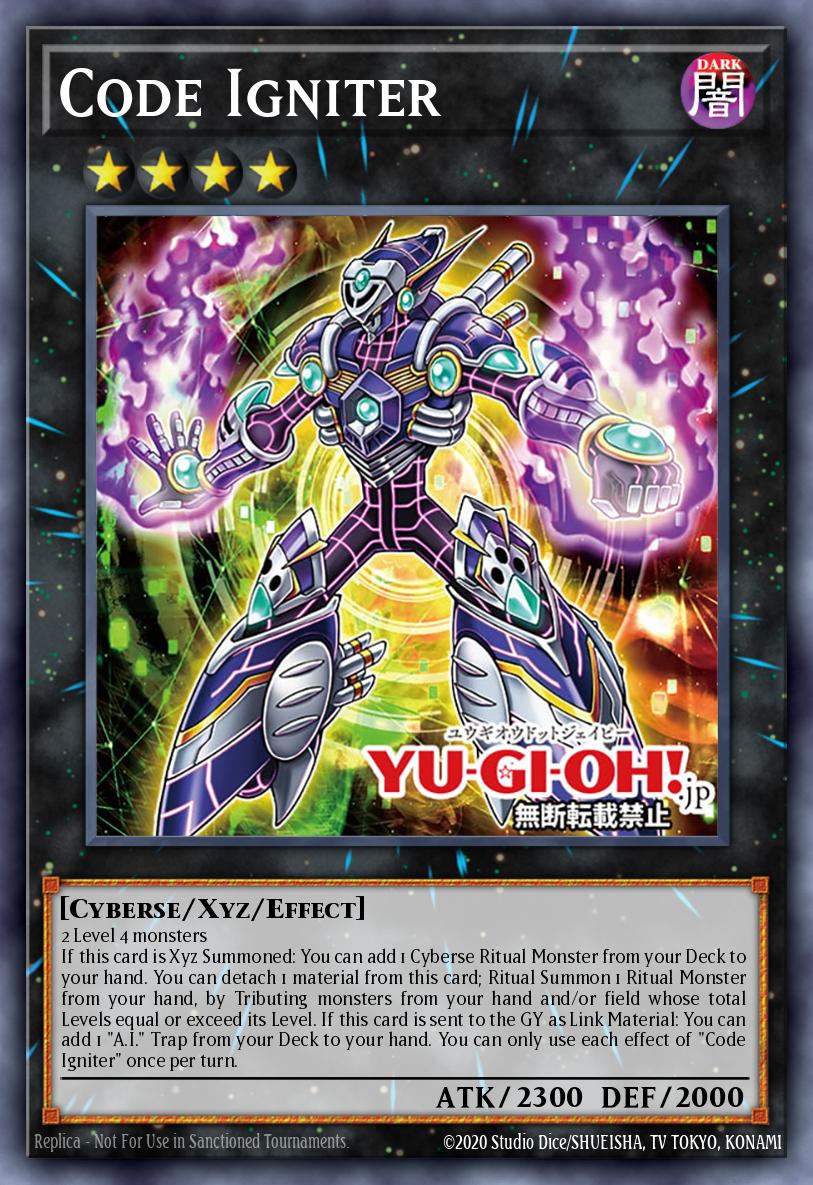 Code Igniter
DARK
闇
ユウギオウドットジェイピー
YU-GI-OH!.jp
無断転載禁止
[Cyberse/Xyz/Effect]
2 Level 4 monsters
If this card is Xyz Summoned: You can add 1 Cyberse Ritual Monster from your Deck to
your hand. You can detach 1 material from this card; Ritual Summon 1 Ritual Monster
from your hand, by Tributing monsters from your hand and/or field whose total
Levels equal or exceed its Level. If this card is sent to the GY as Link Material: You can
add 1 "A.I." Trap from your Deck to your hand. You can only use each effect of "Code
Igniter" once per turn.
ATK/2300 DEF/2000
Replica - Not For Use in Sanctioned Tournaments.
©2020 Studio Dice/SHUEISHA, TV TOKYO, KONAMI